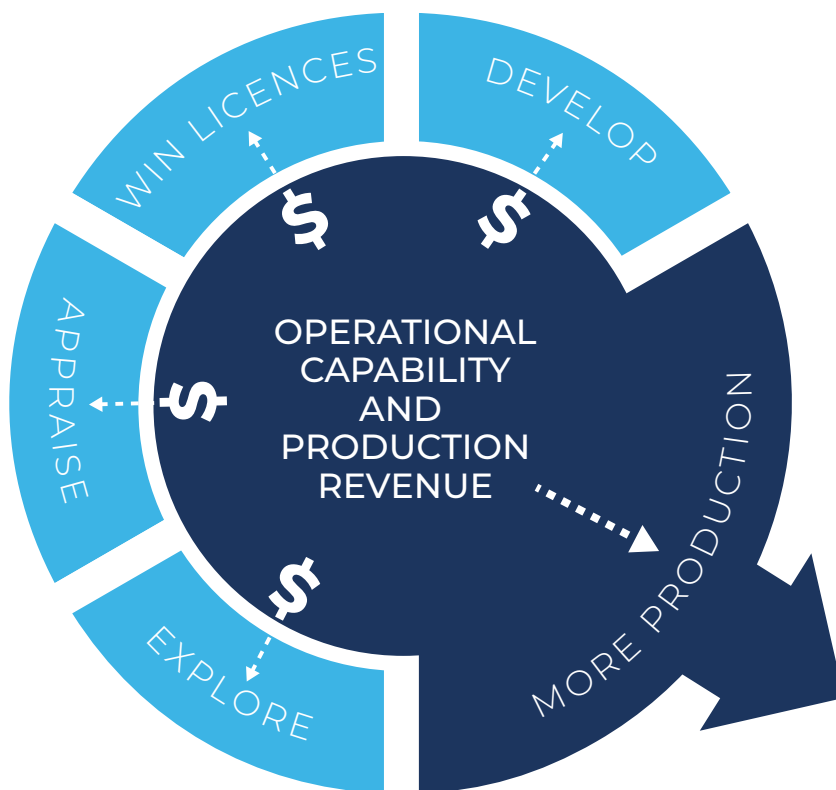 WIN LICENCES
DEVELOP
$
$
OPERATIONAL
CAPABILITY
AND
PRODUCTION
REVENUE
APPRAISE
$
MORE PRODUCTION
$
EXPLORE